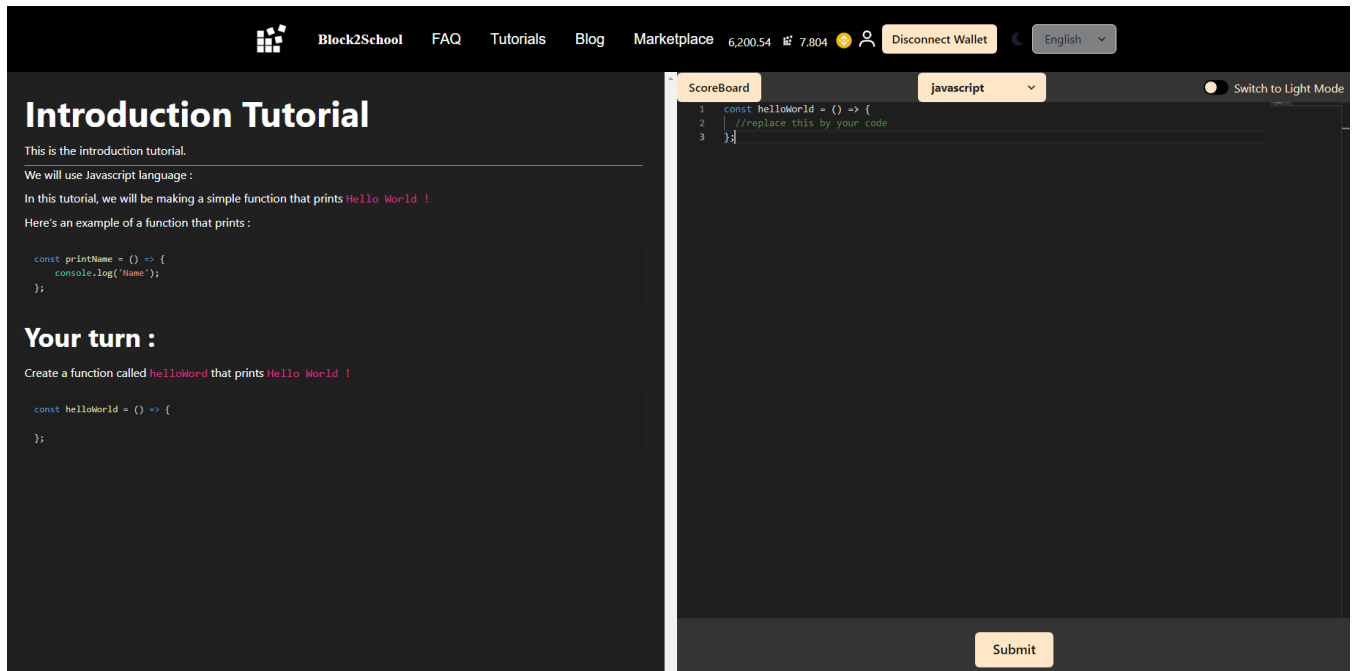 Block2School FAQ Tutorials Blog Marketplace 6,200.54 7.804 Disconnect Wallet English
Introduction Tutorial
This is the introduction tutorial.
We will use Javascript language :
In this tutorial, we will be making a simple function that prints Hello World !
Here's an example of a function that prints :
const printName = () => {
console.log('Name');
};
Your turn :
Create a function called helloWord that prints Hello World !
const helloWorld = () => {
};
ScoreBoard javascript Switch to Light Mode
1 const helloWorld = () => {
2 //replace this by your code
3 };
Submit